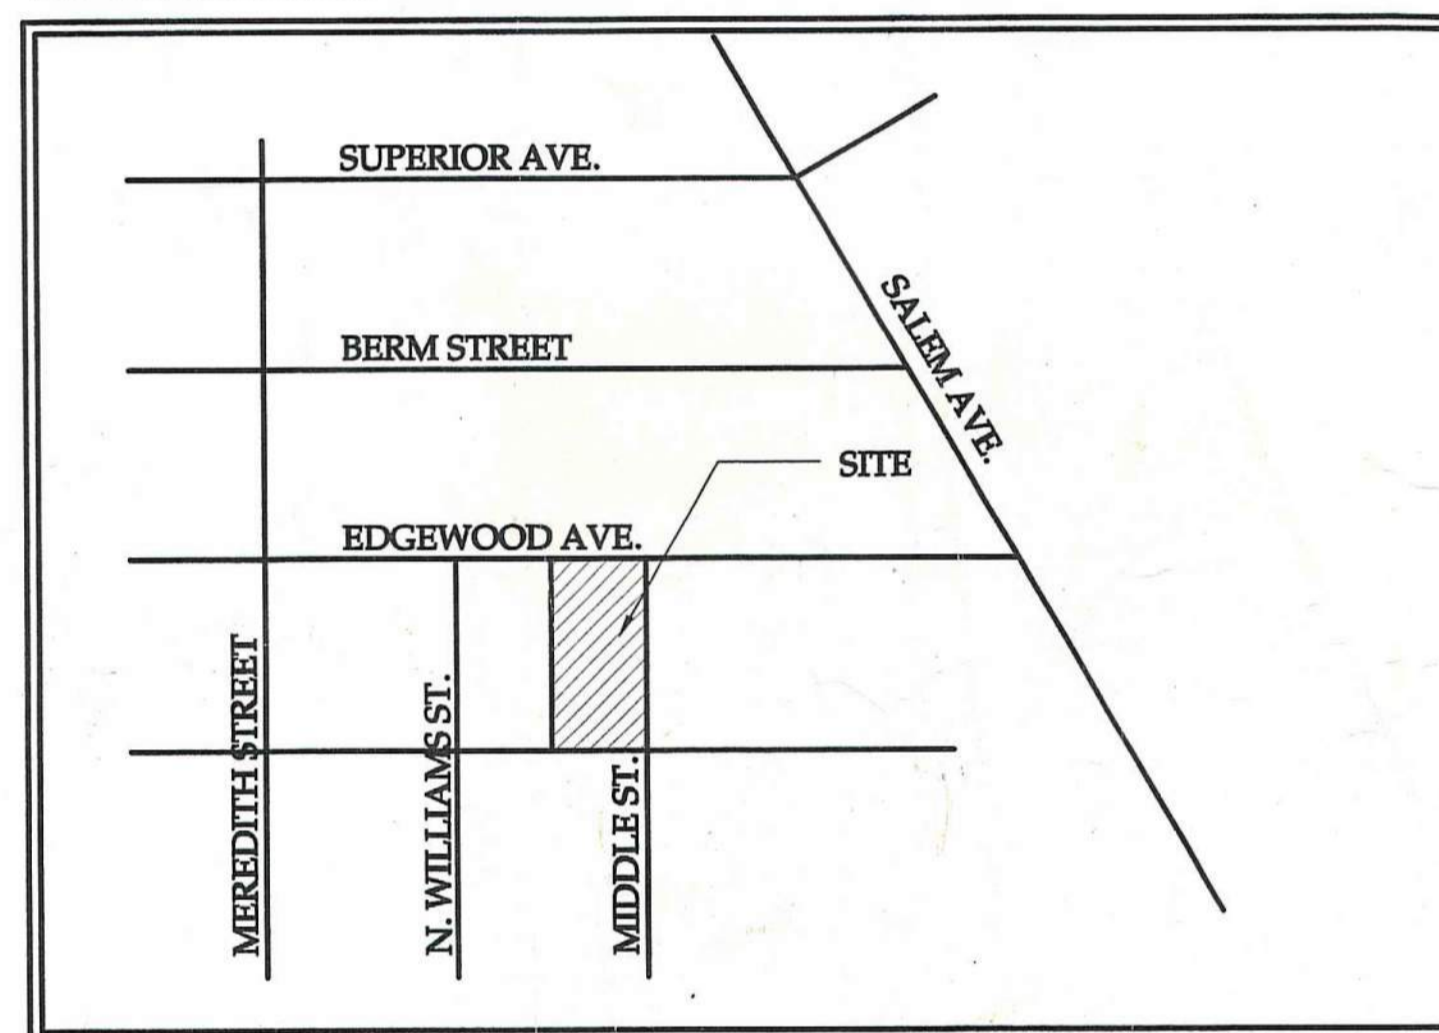 SUPERIOR AVE.
SALEM AVE.
BERM STREET
SITE
EDGEWOOD AVE.
MEREDITH STREET
N. WILLIAMS ST.
MIDDLE ST.